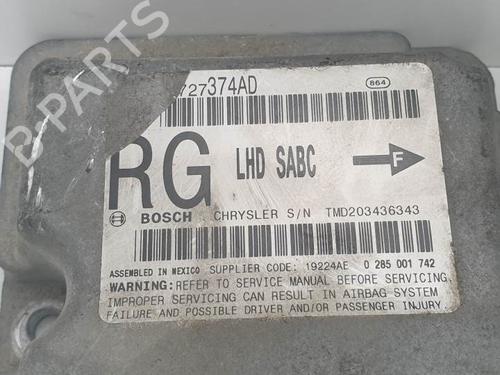 727374AD
864
RG LHD SABC F
BOSCH CHRYSLER S/N TMD203436343
ASSEMBLED IN MEXICO SUPPLIER CODE: 19224AE 0 285 001 742
WARNING: REFER TO SERVICE MANUAL BEFORE SERVICING
IMPROPER SERVICING CAN RESULT IN AIRBAG SYSTEM
FAILURE AND POSSIBLE DRIVER AND/OR PASSENGER INJURY.
B-PARTS